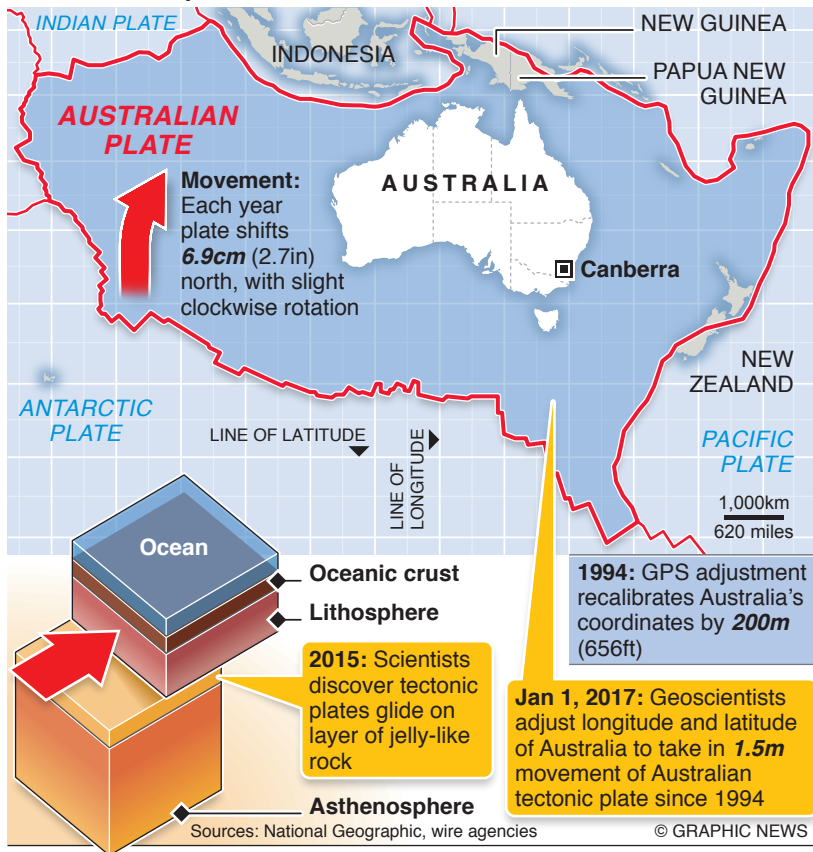 INDIAN PLATE
INDONESIA
NEW GUINEA
PAPUA NEW
GUINEA
AUSTRALIAN
PLATE
Movement:
Each year
plate shifts
6.9cm (2.7in)
north, with slight
clockwise rotation
AUSTRALIA
Canberra
NEW
ZEALAND
ANTARCTIC
PLATE
LINE OF LATITUDE
LINE OF
LONGITUDE
PACIFIC
PLATE
1,000km
620 miles
Ocean
Oceanic crust
Lithosphere
1994: GPS adjustment
recalibrates Australia’s
coordinates by 200m
(656ft)
2015: Scientists
discover tectonic
plates glide on
layer of jelly-like
rock
Jan 1, 2017: Geoscientists
adjust longitude and latitude
of Australia to take in 1.5m
movement of Australian
tectonic plate since 1994
Asthenosphere
Sources: National Geographic, wire agencies
© GRAPHIC NEWS